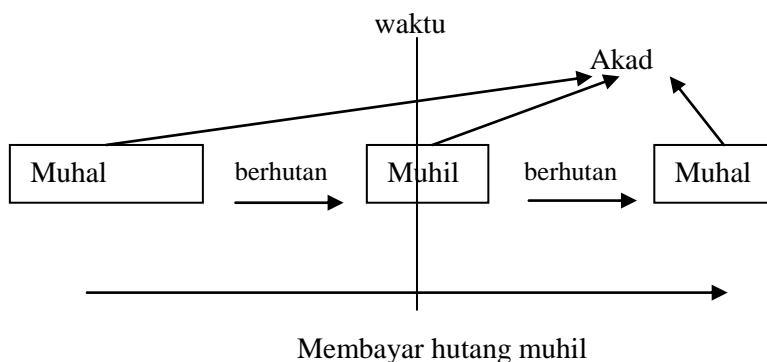 waktu
Akad
Muhal
berhutan
Muhil
berhutan
Muhal
Membayar hutang muhil